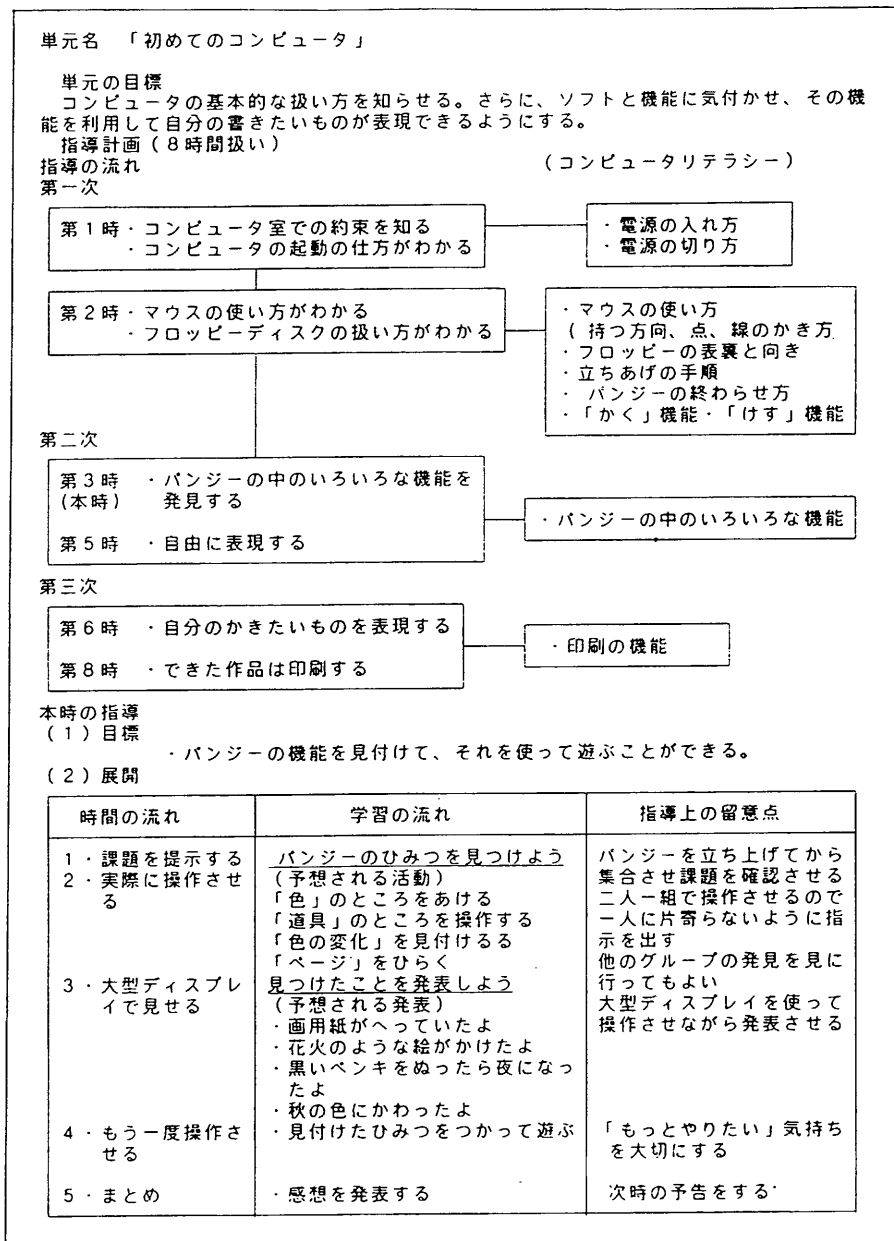 単元名　「初めてのコンピュータ」
単元の目標
コンピュータの基本的な扱い方を知らせる。さらに、ソフトと機能に気付かせ、その機
能を利用して自分の書きたいものが表現できるようにする。
指導計画（８時間扱い）
指導の流れ　（コンピュータリテラシー）
第一次
第１時・コンピュータ室での約束を知る
・コンピュータの起動の仕方がわかる
・電源の入れ方
・電源の切り方
第２時・マウスの使い方がわかる
・フロッピーディスクの扱い方がわかる
・マウスの使い方
（ 持つ方向、点、線のかき方
・フロッピーの表裏と向き
・立ちあげの手順
・ パンジーの終わらせ方
・「かく」機能・「けす」機能
第二次
第３時　・パンジーの中のいろいろな機能を
(本時)　発見する
第５時　・自由に表現する
・パンジーの中のいろいろな機能
第三次
第６時　・自分のかきたいものを表現する
第８時　・できた作品は印刷する
・印刷の機能
本時の指導
（１）目標
・パンジーの機能を見付けて、それを使って遊ぶことができる。
（２）展開
時間の流れ　学習の流れ　指導上の留意点
１・課題を提示する
２・実際に操作させ
る
パンジーのひみつを見つけよう
（予想される活動）
「色」のところをあける
「道具」のところを操作する
「色の変化」を見付けるる
「ページ」をひらく
パンジーを立ち上げてから
集合させ課題を確認させる
二人一組で操作させるので
一人に片寄らないように指
示を出す
他のグループの発見を見に
行ってもよい
３・大型ディスプレ
イで見せる
見つけたことを発表しよう
（予想される発表）
・画用紙がへっていたよ
・花火のような絵がかけたよ
・黒いペンキをぬったら夜になっ
たよ
・秋の色にかわったよ
大型ディスプレイを使って
操作させながら発表させる
４・もう一度操作さ
せる
・見付けたひみつをつかって遊ぶ
「もっとやりたい」気持ち
を大切にする
５・まとめ
・感想を発表する
次時の予告をする